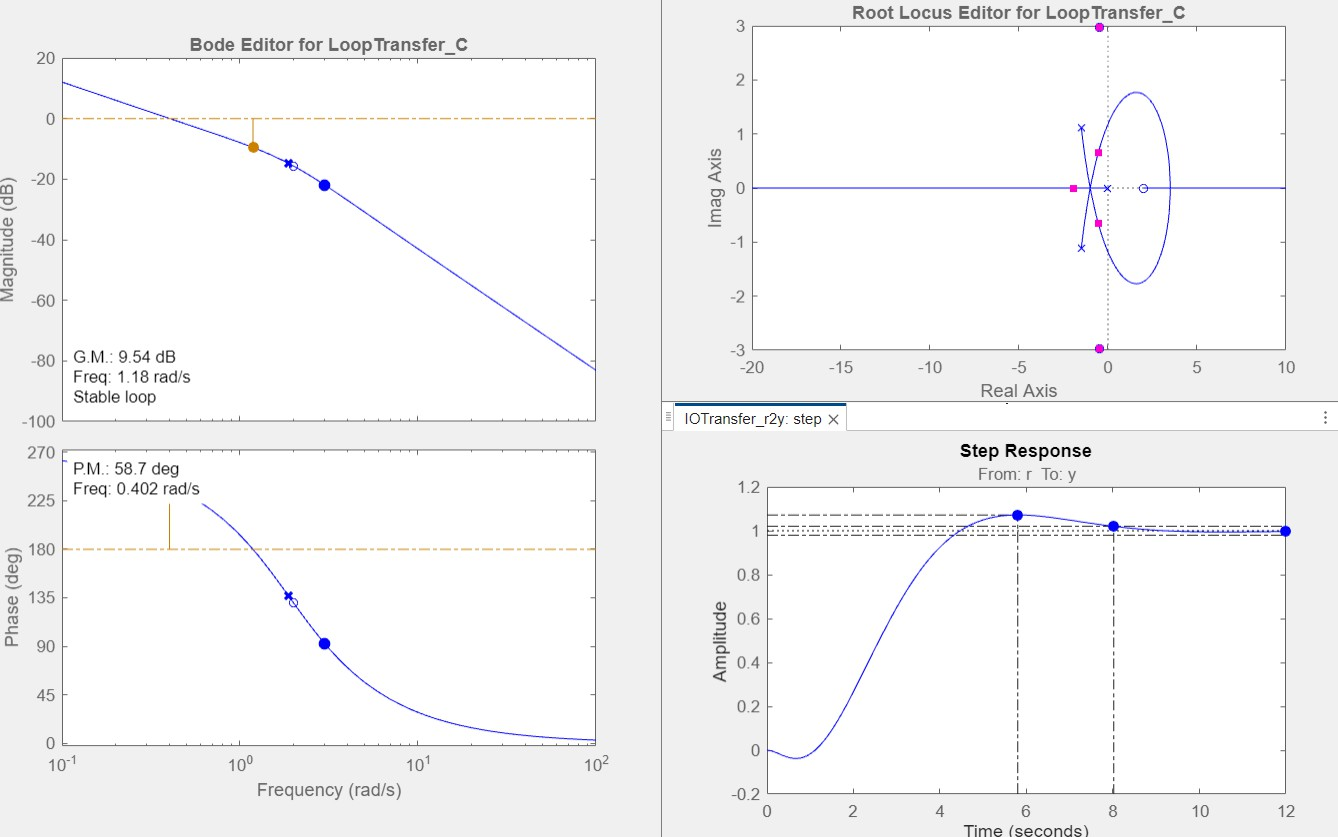 Bode Editor for LoopTransfer_C
20
0
-20
-40
-60
-80
-100
Magnitude (dB)
G.M.: 9.54 dB
Freq: 1.18 rad/s
Stable loop
270
225
180
135
90
45
0
Phase (deg)
P.M.: 58.7 deg
Freq: 0.402 rad/s
10-1
100
101
102
Frequency (rad/s)
Root Locus Editor for LoopTransfer_C
3
2
1
0
-1
-2
-3
Imag Axis
-20
-15
-10
-5
0
5
10
Real Axis
IOTransfer_r2y: step
Step Response
From: r To: y
1.2
1
0.8
0.6
0.4
0.2
0
-0.2
Amplitude
0
2
4
6
8
10
12
Time (seconds)